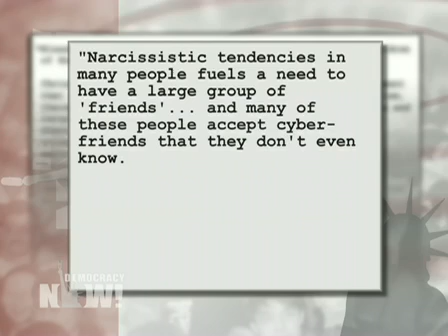 "Narcissistic tendencies in
many people fuels a need to
have a large group of
'friends'... and many of
these people accept cyber-
friends that they don't even
know.
DEMOCRACY
NOW!